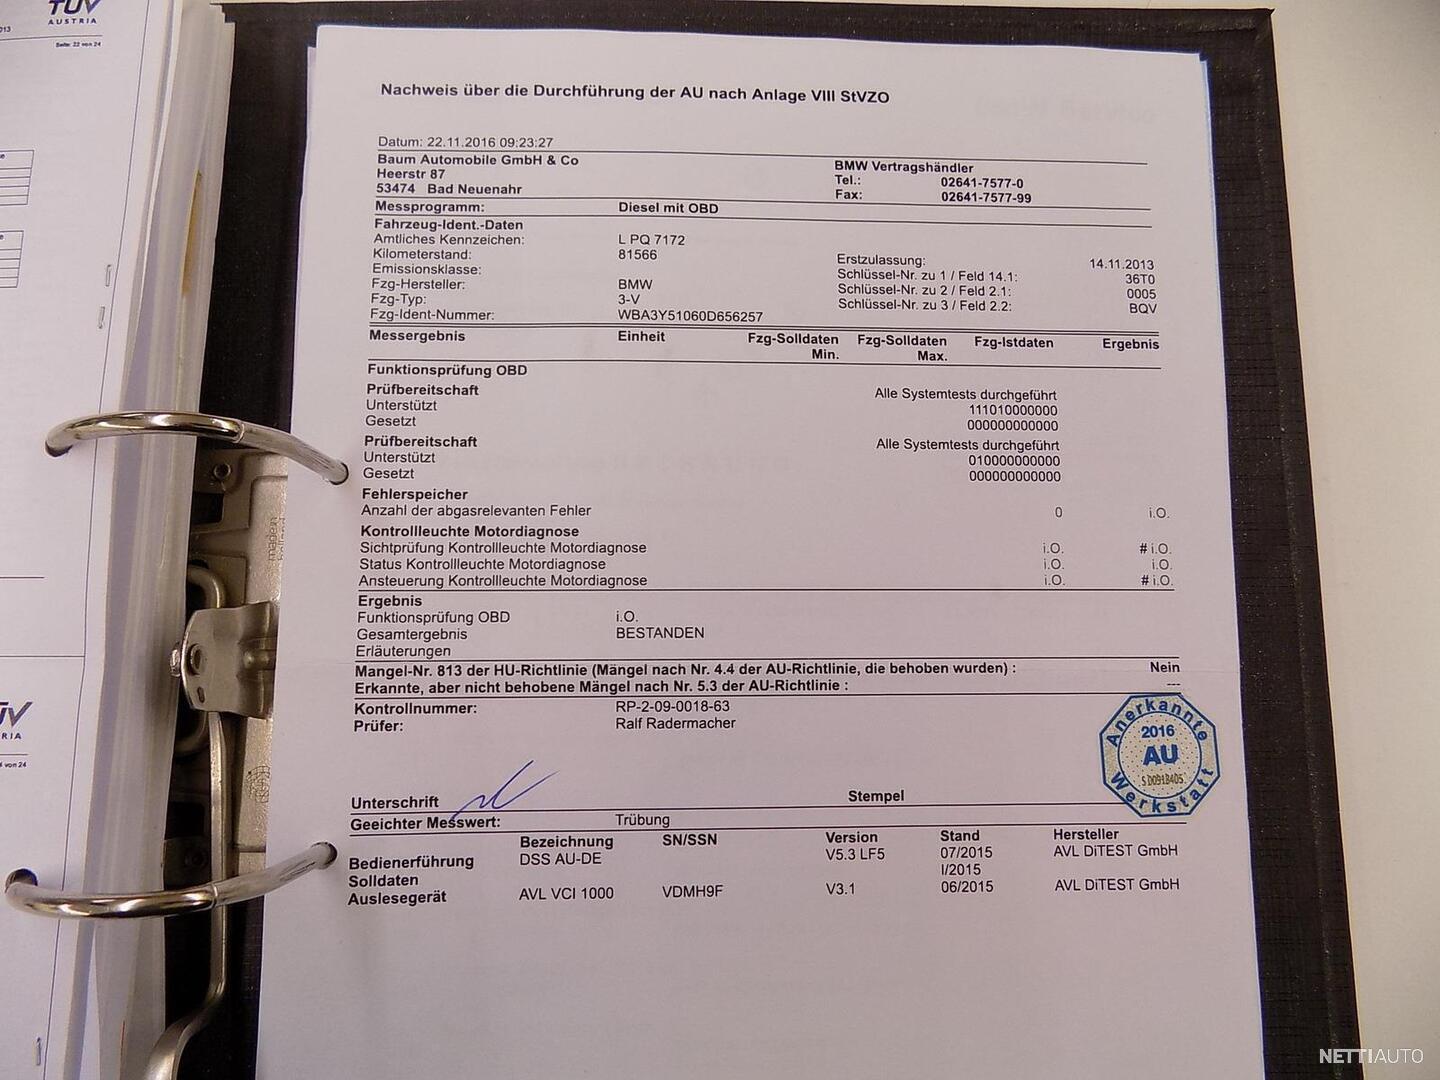 TÜV
AUSTRIA
Seite: 22 von 24
Nachweis über die Durchführung der AU nach Anlage VIII StVZO
Datum: 22.11.2016 09:23:27
Baum Automobile GmbH & Co BMW Vertragshändler
Heerstr 87 Tel.: 02641-7577-0
53474 Bad Neuenahr Fax: 02641-7577-99
Messprogramm: Diesel mit OBD
Fahrzeug-Ident.-Daten
Amtliches Kennzeichen: L PQ 7172
Kilometerstand: 81566 Erstzulassung: 14.11.2013
Emissionsklasse: Schlüssel-Nr. zu 1 / Feld 14.1: 36T0
Fzg-Hersteller: BMW Schlüssel-Nr. zu 2 / Feld 2.1: 0005
Fzg-Typ: 3-V Schlüssel-Nr. zu 3 / Feld 2.2: BQV
Fzg-Ident-Nummer: WBA3Y51060D656257
Messergebnis Einheit Fzg-Solldaten Fzg-Solldaten Fzg-Istdaten Ergebnis
Min. Max.
Funktionsprüfung OBD
Prüfbereitschaft Alle Systemtests durchgeführt
Unterstützt 111010000000
Gesetzt 000000000000
Prüfbereitschaft Alle Systemtests durchgeführt
Unterstützt 010000000000
Gesetzt 000000000000
Fehlerspeicher
Anzahl der abgasrelevanten Fehler 0 i.O.
Kontrollleuchte Motordiagnose
Sichtprüfung Kontrollleuchte Motordiagnose i.O. # i.O.
Status Kontrollleuchte Motordiagnose i.O. i.O.
Ansteuerung Kontrollleuchte Motordiagnose i.O. # i.O.
Ergebnis
Funktionsprüfung OBD i.O.
Gesamtergebnis BESTANDEN
Erläuterungen
Mangel-Nr. 813 der HU-Richtlinie (Mängel nach Nr. 4.4 der AU-Richtlinie, die behoben wurden) : Nein
Erkannte, aber nicht behobene Mängel nach Nr. 5.3 der AU-Richtlinie : ---
Kontrollnummer: RP-2-09-0018-63
Prüfer: Ralf Radermacher
Anerkannte
2016
AU
Werkstatt
Unterschrift Stempel
Geeichter Messwert: Trübung
Bezeichnung SN/SSN Version Stand Hersteller
Bedienerführung DSS AU-DE V5.3 LF5 07/2015 AVL DiTEST GmbH
Solldaten I/2015
Auslesegerät AVL VCI 1000 VDMH9F V3.1 06/2015 AVL DiTEST GmbH
NETTIAUTO